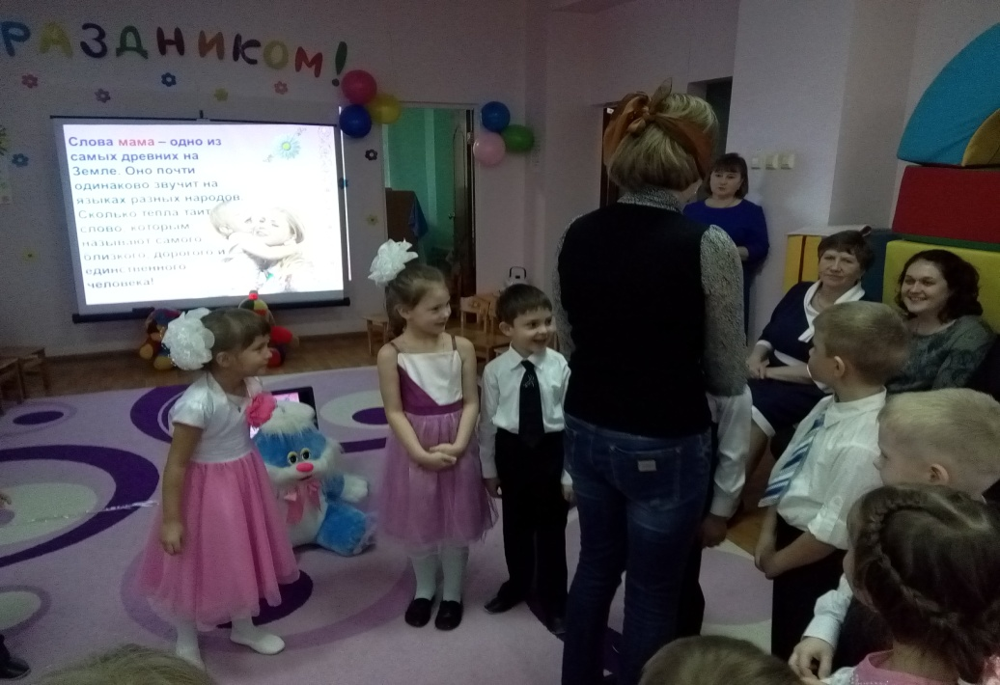 РАЗДНИКОМ!
Слова мама – одно из
самых древних на
Земле. Оно почти
одинаково звучит на
языках разных народов
Сколько тепла таит
слово, которым
называют самого
близкого, дорогого и
единственного
человека!